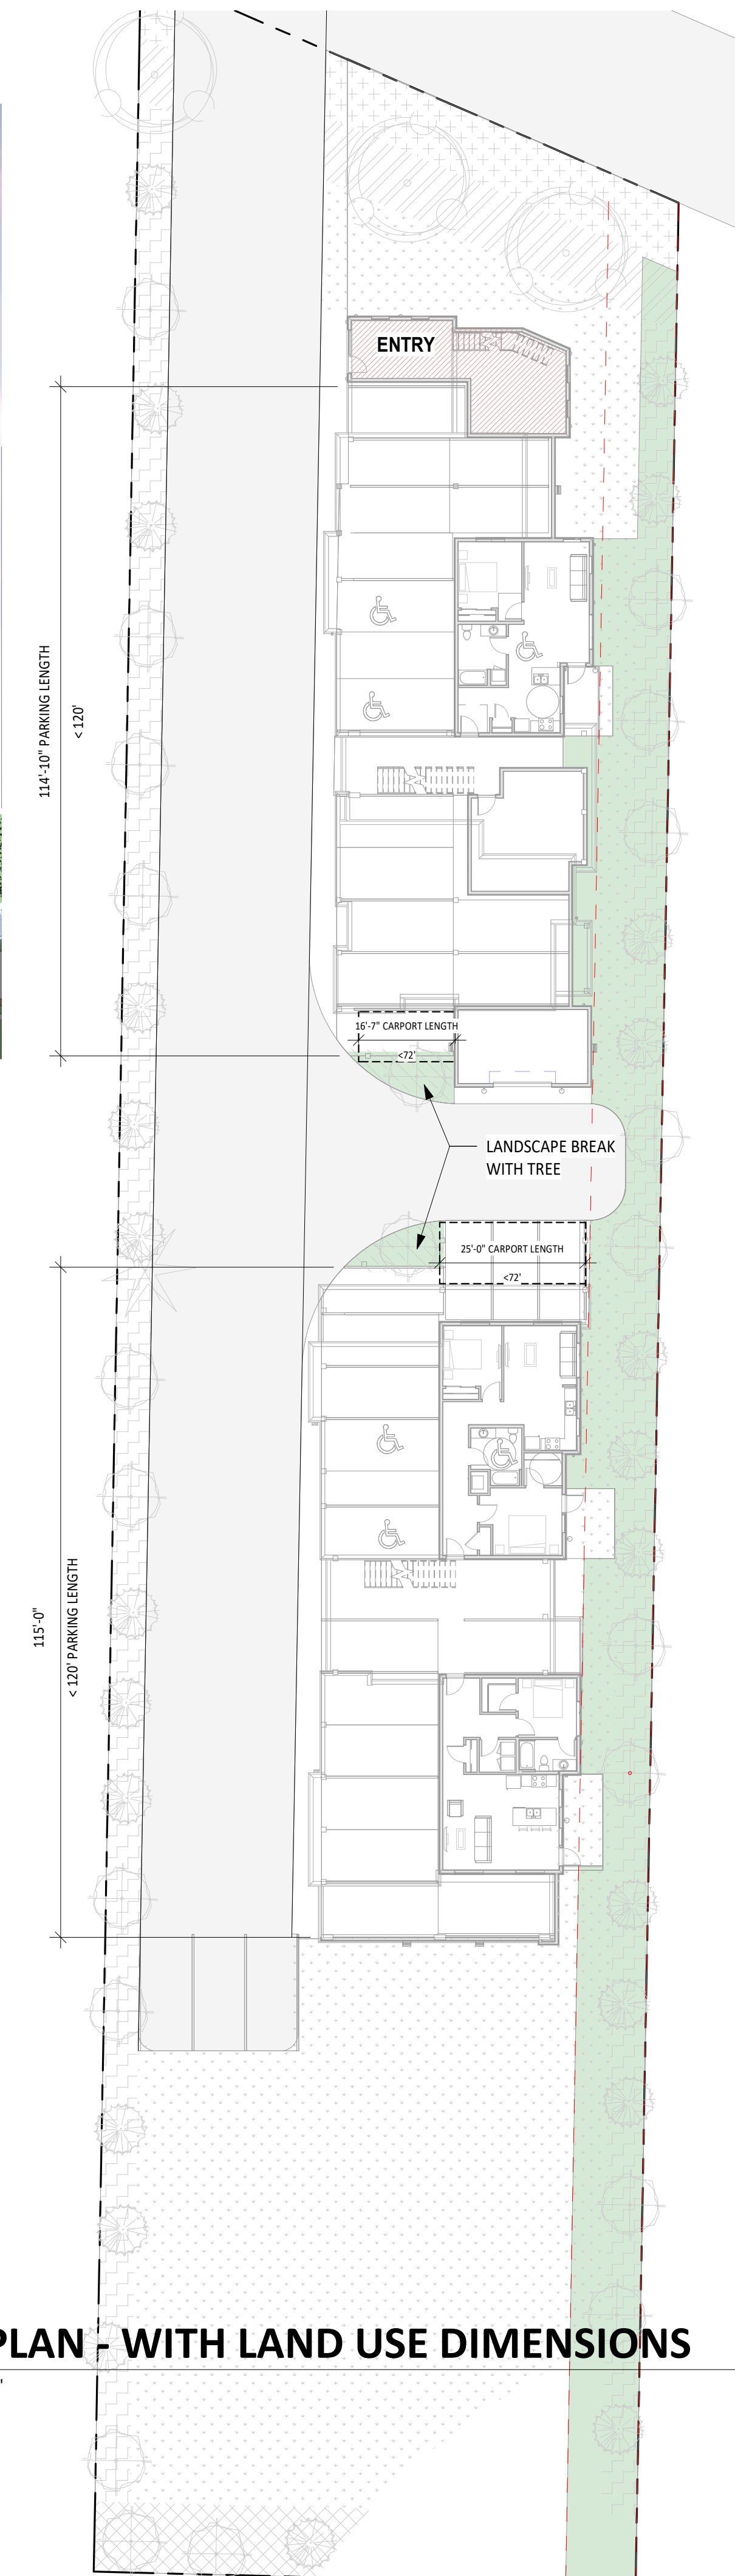 ENTRY
114'-10" PARKING LENGTH
< 120'
16'-7" CARPORT LENGTH
<72'
LANDSCAPE BREAK
WITH TREE
25'-0" CARPORT LENGTH
<72'
115'-0"
< 120' PARKING LENGTH
PLAN - WITH LAND USE DIMENSIONS
"